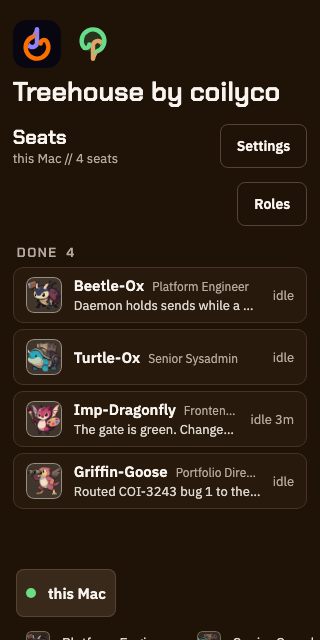 Treehouse by coilyco
Seats
this Mac // 4 seats
Settings
Roles
DONE 4
Beetle-Ox Platform Engineer
Daemon holds sends while a ...
idle
Turtle-Ox Senior Sysadmin
idle
Imp-Dragonfly Fronten...
The gate is green. Change...
idle 3m
Griffin-Goose Portfolio Dire...
Routed COI-3243 bug 1 to the...
idle
this Mac